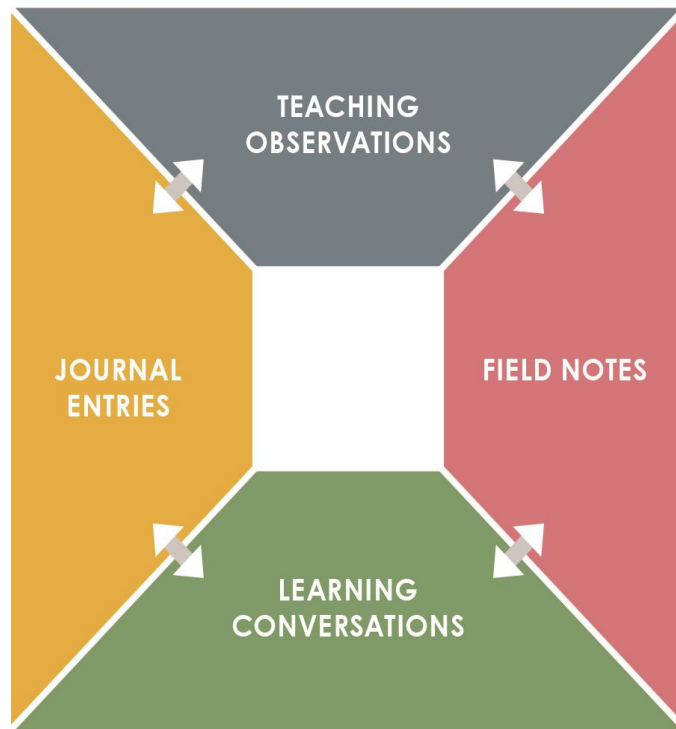 TEACHING
OBSERVATIONS
JOURNAL
ENTRIES
FIELD NOTES
LEARNING
CONVERSATIONS